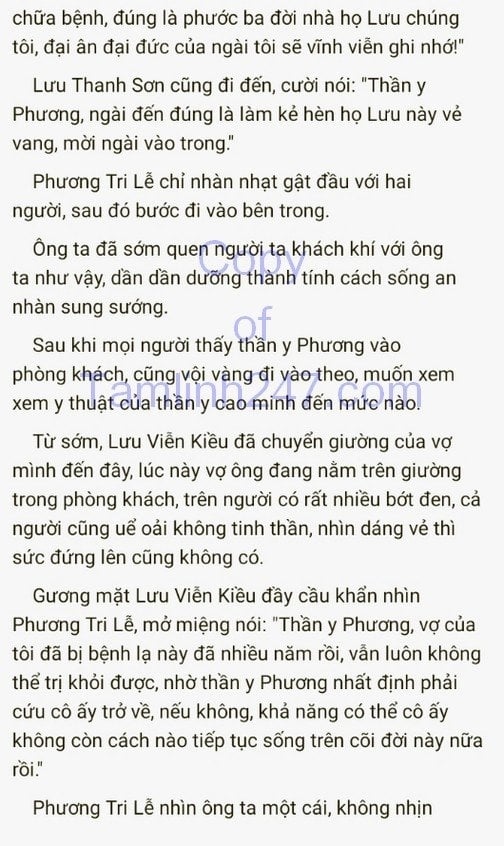 chữa bệnh, đúng là phước ba đời nhà họ Lưu chúng
tôi, đại ân đại đức của ngài tôi sẽ vĩnh viễn ghi nhớ!"
Lưu Thanh Sơn cũng đi đến, cười nói: "Thần y
Phương, ngài đến đúng là làm kẻ hèn họ Lưu này vẻ
vang, mời ngài vào trong."
Phương Tri Lễ chỉ nhàn nhạt gật đầu với hai
người, sau đó bước đi vào bên trong.
Ông ta đã sớm quen người ta khách khí với ông
ta như vậy, dần dần dưỡng thành tính cách sống an
nhàn sung sướng.
Sau khi mọi người thấy thần y Phương vào
phòng khách, cũng vội vàng đi vào theo, muốn xem
xem y thuật của thần y cao minh đến mức nào.
Từ sớm, Lưu Viễn Kiều đã chuyển giường của vợ
mình đến đây, lúc này vợ ông đang nằm trên giường
trong phòng khách, trên người có rất nhiều bớt đen, cả
người cũng uể oải không tinh thần, nhìn dáng vẻ thì
sức đứng lên cũng không có.
Gương mặt Lưu Viễn Kiều đầy cầu khẩn nhìn
Phương Tri Lễ, mở miệng nói: "Thần y Phương, vợ của
tôi đã bị bệnh lạ này đã nhiều năm rồi, vẫn luôn không
thể trị khỏi được, nhờ thần y Phương nhất định phải
cứu cô ấy trở về, nếu không, khả năng có thể cô ấy
không còn cách nào tiếp tục sống trên cõi đời này nữa
rồi."
Phương Tri Lễ nhìn ông ta một cái, không nhịn
Copy
of
Tamlinh247.com